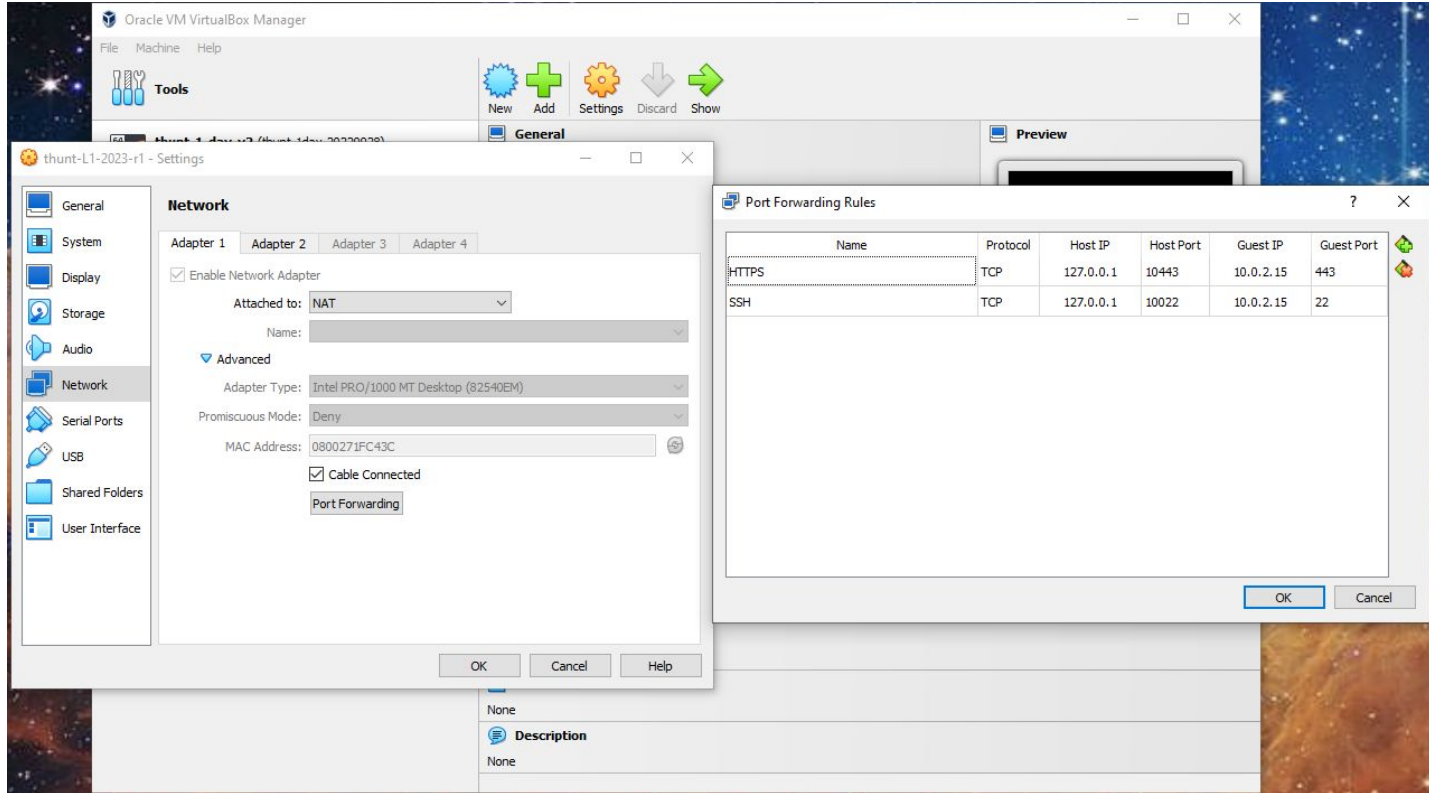 Oracle VM VirtualBox Manager
File Machine Help
Tools
New Add Settings Discard Show
General
Preview
thunt-L1-2023-r1 - Settings
General
System
Display
Storage
Audio
Network
Serial Ports
USB
Shared Folders
User Interface
Network
Adapter 1 Adapter 2 Adapter 3 Adapter 4
Enable Network Adapter
Attached to: NAT
Name:
Advanced
Adapter Type: Intel PRO/1000 MT Desktop (82540EM)
Promiscuous Mode: Deny
MAC Address: 0800271FC43C
Cable Connected
Port Forwarding
OK Cancel Help
Port Forwarding Rules ?
Name Protocol Host IP Host Port Guest IP Guest Port
HTTPS TCP 127.0.0.1 10443 10.0.2.15 443
SSH TCP 127.0.0.1 10022 10.0.2.15 22
OK Cancel
None
Description
None